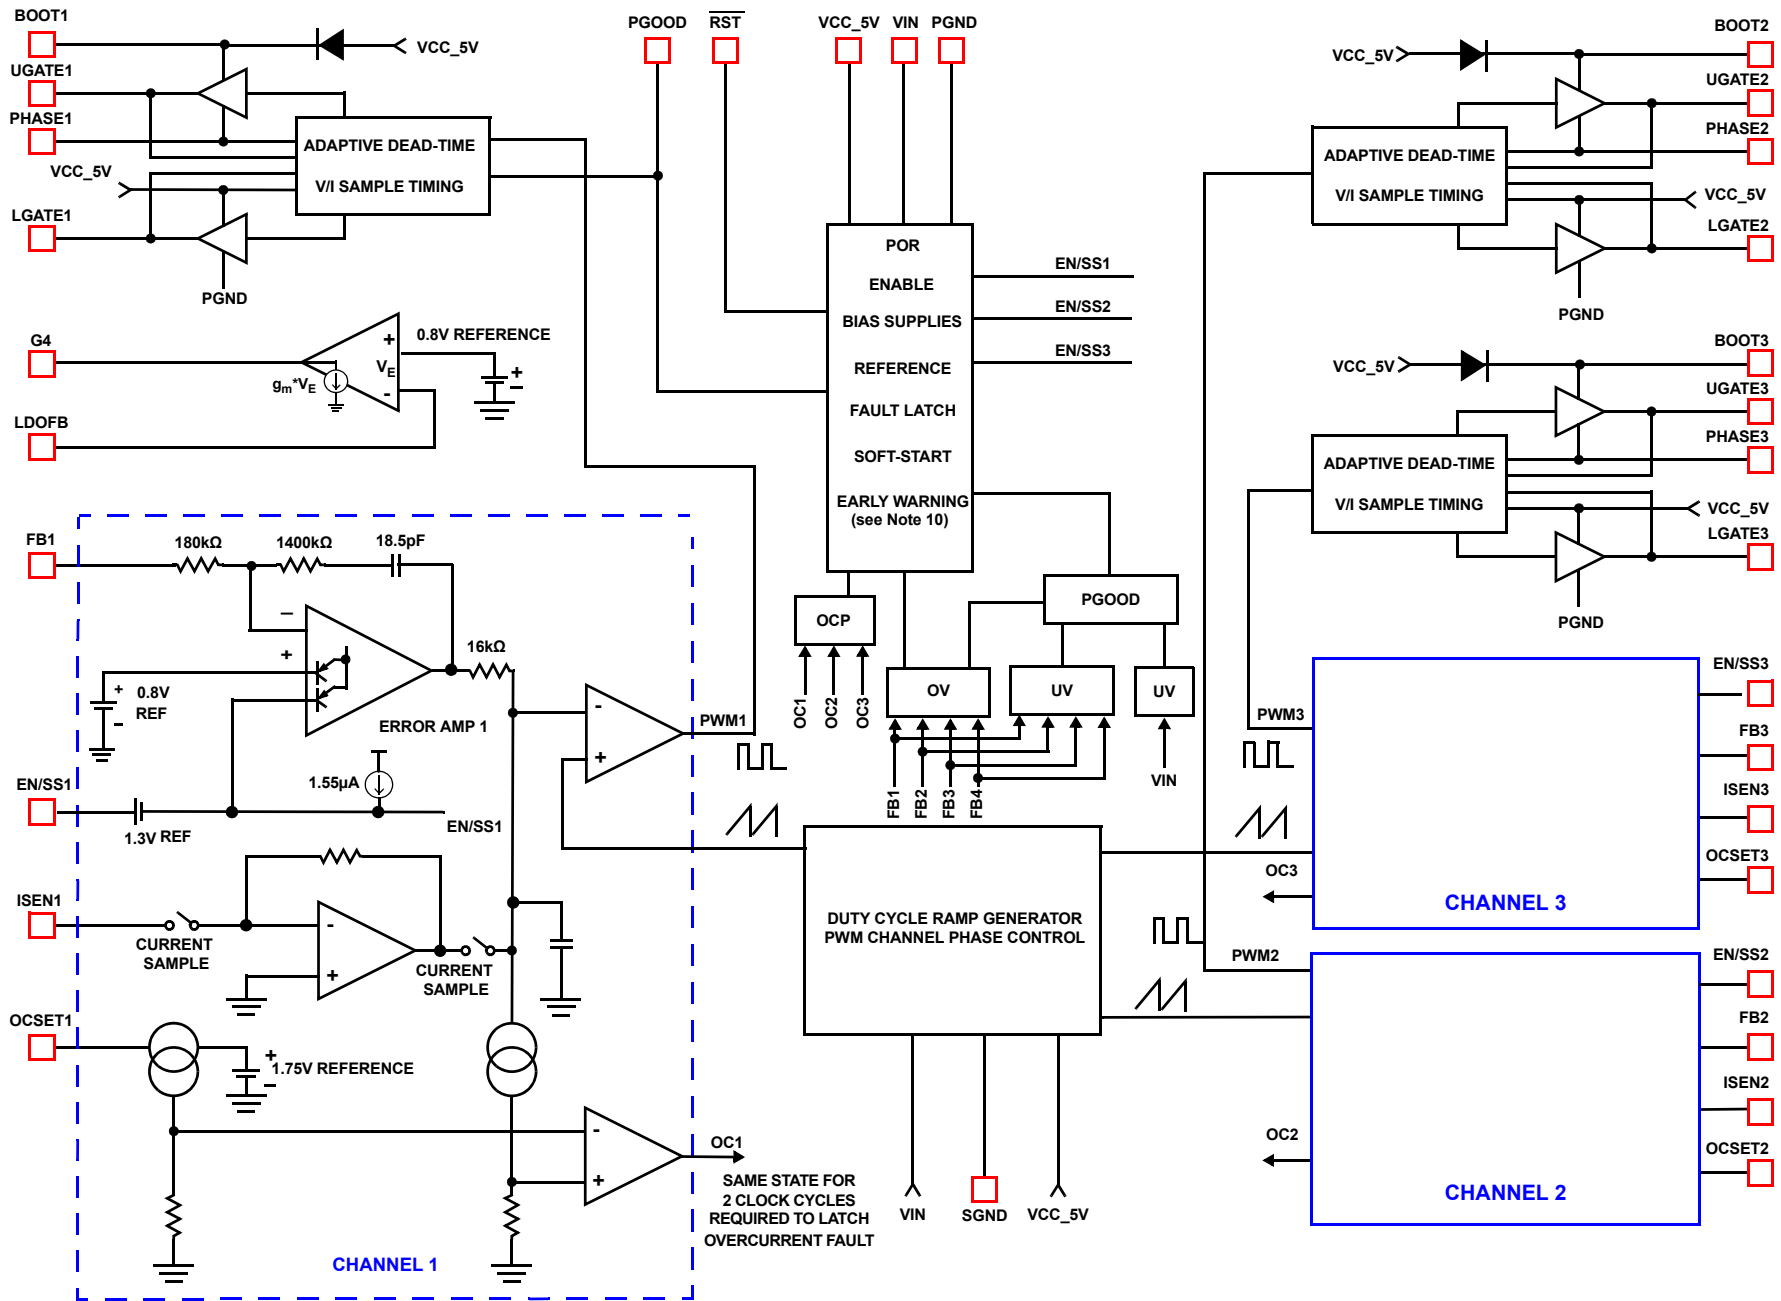 BOOT1
VCC_5V
UGATE1
PHASE1
ADAPTIVE DEAD-TIME
V/I SAMPLE TIMING
VCC_5V
LGATE1
PGND
PGOOD
RST
VCC_5V
VIN
PGND
BOOT2
VCC_5V
UGATE2
PHASE2
ADAPTIVE DEAD-TIME
V/I SAMPLE TIMING
VCC_5V
LGATE2
PGND
POR
ENABLE
BIAS SUPPLIES
REFERENCE
FAULT LATCH
SOFT-START
EARLY WARNING
(see Note 10)
EN/SS1
EN/SS2
EN/SS3
G4
+
VE
-
gm*VE
0.8V REFERENCE
+
-
LDOFB
BOOT3
VCC_5V
UGATE3
PHASE3
ADAPTIVE DEAD-TIME
V/I SAMPLE TIMING
VCC_5V
LGATE3
PGND
FB1
180kΩ
1400kΩ
18.5pF
–
+
16kΩ
+
0.8V
-
REF
ERROR AMP 1
1.55µA
EN/SS1
1.3V REF
EN/SS1
-
+
PWM1
ISEN1
CURRENT
SAMPLE
-
+
CURRENT
SAMPLE
OCSET1
+
1.75V REFERENCE
-
-
+
OC1
SAME STATE FOR
2 CLOCK CYCLES
REQUIRED TO LATCH
OVERCURRENT FAULT
CHANNEL 1
OCP
OC1
OC2
OC3
PGOOD
OV
UV
UV
FB1
FB2
FB3
FB4
VIN
DUTY CYCLE RAMP GENERATOR
PWM CHANNEL PHASE CONTROL
VIN
SGND
VCC_5V
PWM3
OC3
CHANNEL 3
EN/SS3
FB3
ISEN3
OCSET3
PWM2
OC2
CHANNEL 2
EN/SS2
FB2
ISEN2
OCSET2